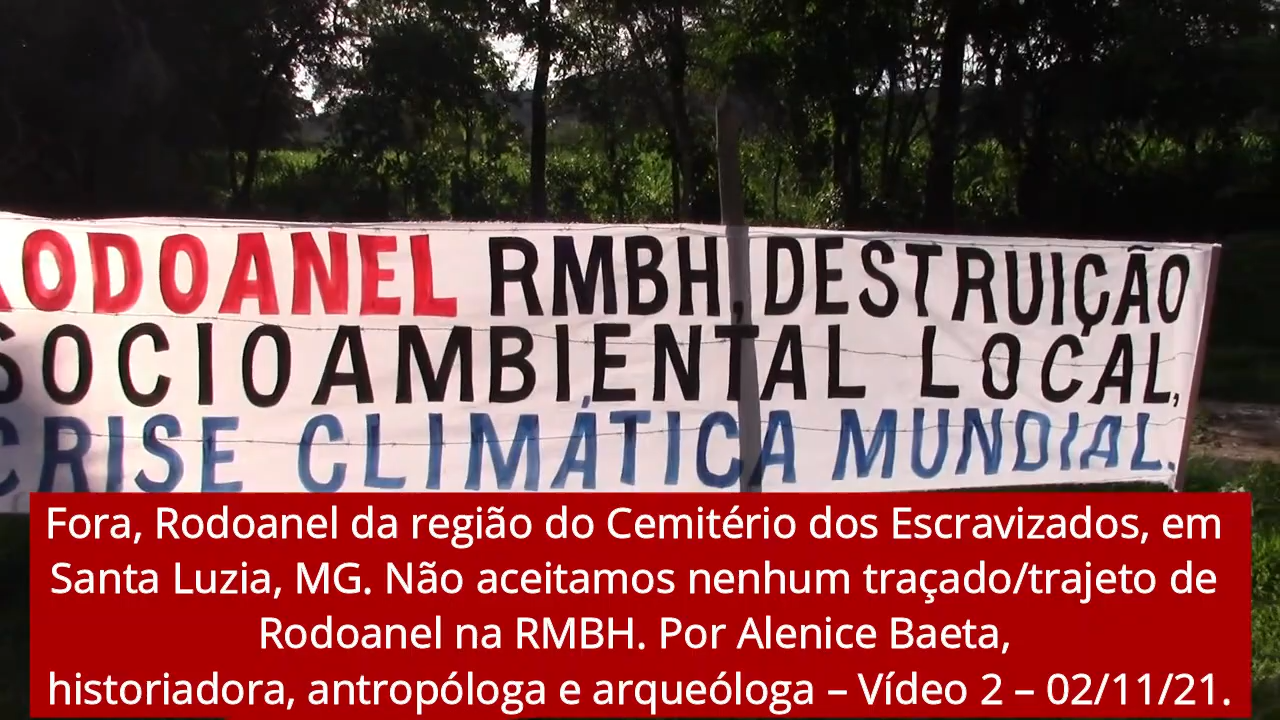 RODOANEL RMBH, DESTRUIÇÃO
SOCIOAMBIENTAL LOCAL,
CRISE CLIMÁTICA MUNDIAL.
Fora, Rodoanel da região do Cemitério dos Escravizados, em
Santa Luzia, MG. Não aceitamos nenhum traçado/trajeto de
Rodoanel na RMBH. Por Alenice Baeta,
historiadora, antropóloga e arqueóloga – Vídeo 2 – 02/11/21.